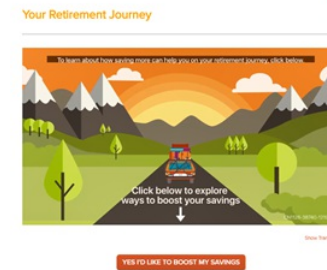 Your Retirement Journey
To learn about how saving more can help you on your retirement journey, click below.
Click below to explore
ways to boost your savings
YES I'D LIKE TO BOOST MY SAVINGS